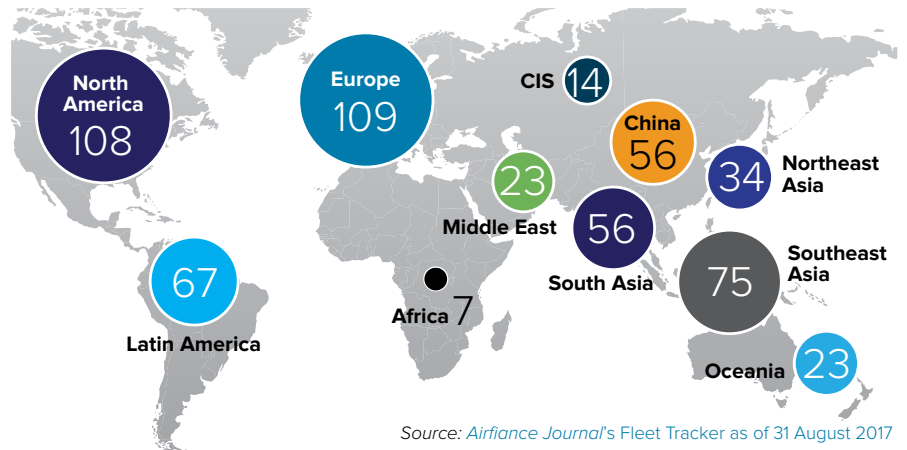 North
America
108
Europe
109
CIS 14
China
56
34
Northeast
Asia
23
Middle East
56
South Asia
75
Southeast
Asia
67
Latin America
Africa 7
Oceania 23
Source: Airfiance Journal's Fleet Tracker as of 31 August 2017